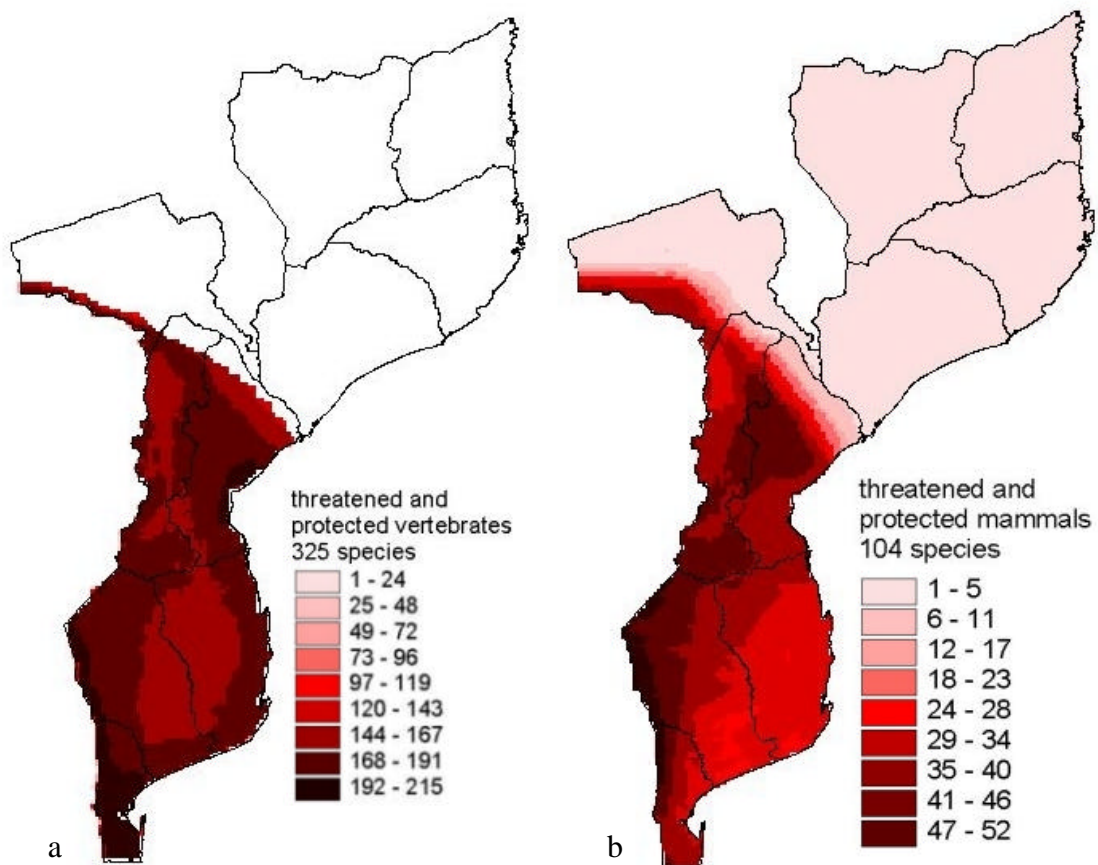 threatened and
protected vertebrates
325 species
1 - 24
25 - 48
49 - 72
73 - 96
97 - 119
120 - 143
144 - 167
168 - 191
192 - 215
a
threatened and
protected mammals
104 species
1 - 5
6 - 11
12 - 17
18 - 23
24 - 28
29 - 34
35 - 40
41 - 46
47 - 52
b